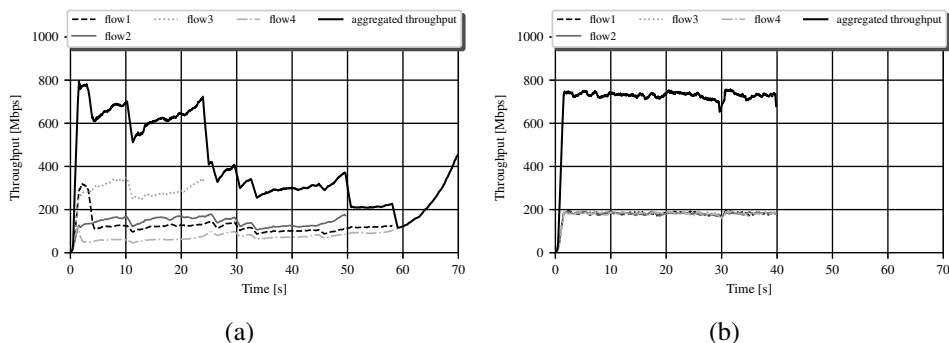 flow1 flow3 flow4 aggregated throughput
flow2
1000
800
600
400
200
0
Throughput [Mbps]
0 10 20 30 40 50 60 70
Time [s]
(a)
flow1 flow3 flow4 aggregated throughput
flow2
1000
800
600
400
200
0
Throughput [Mbps]
0 10 20 30 40 50 60 70
Time [s]
(b)